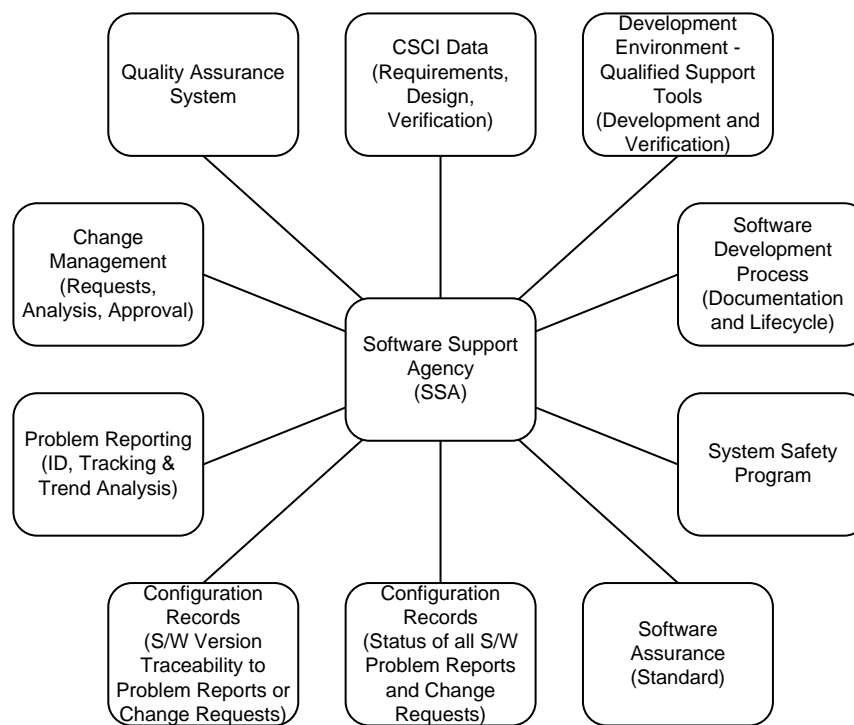 Quality Assurance
System
CSCI Data
(Requirements,
Design,
Verification)
Development
Environment -
Qualified Support
Tools
(Development and
Verification)
Change
Management
(Requests,
Analysis, Approval)
Software
Development
Process
(Documentation
and Lifecycle)
Software Support
Agency
(SSA)
Problem Reporting
(ID, Tracking &
Trend Analysis)
System Safety
Program
Configuration
Records
(S/W Version
Traceability to
Problem Reports or
Change Requests)
Configuration
Records
(Status of all S/W
Problem Reports
and Change
Requests)
Software
Assurance
(Standard)